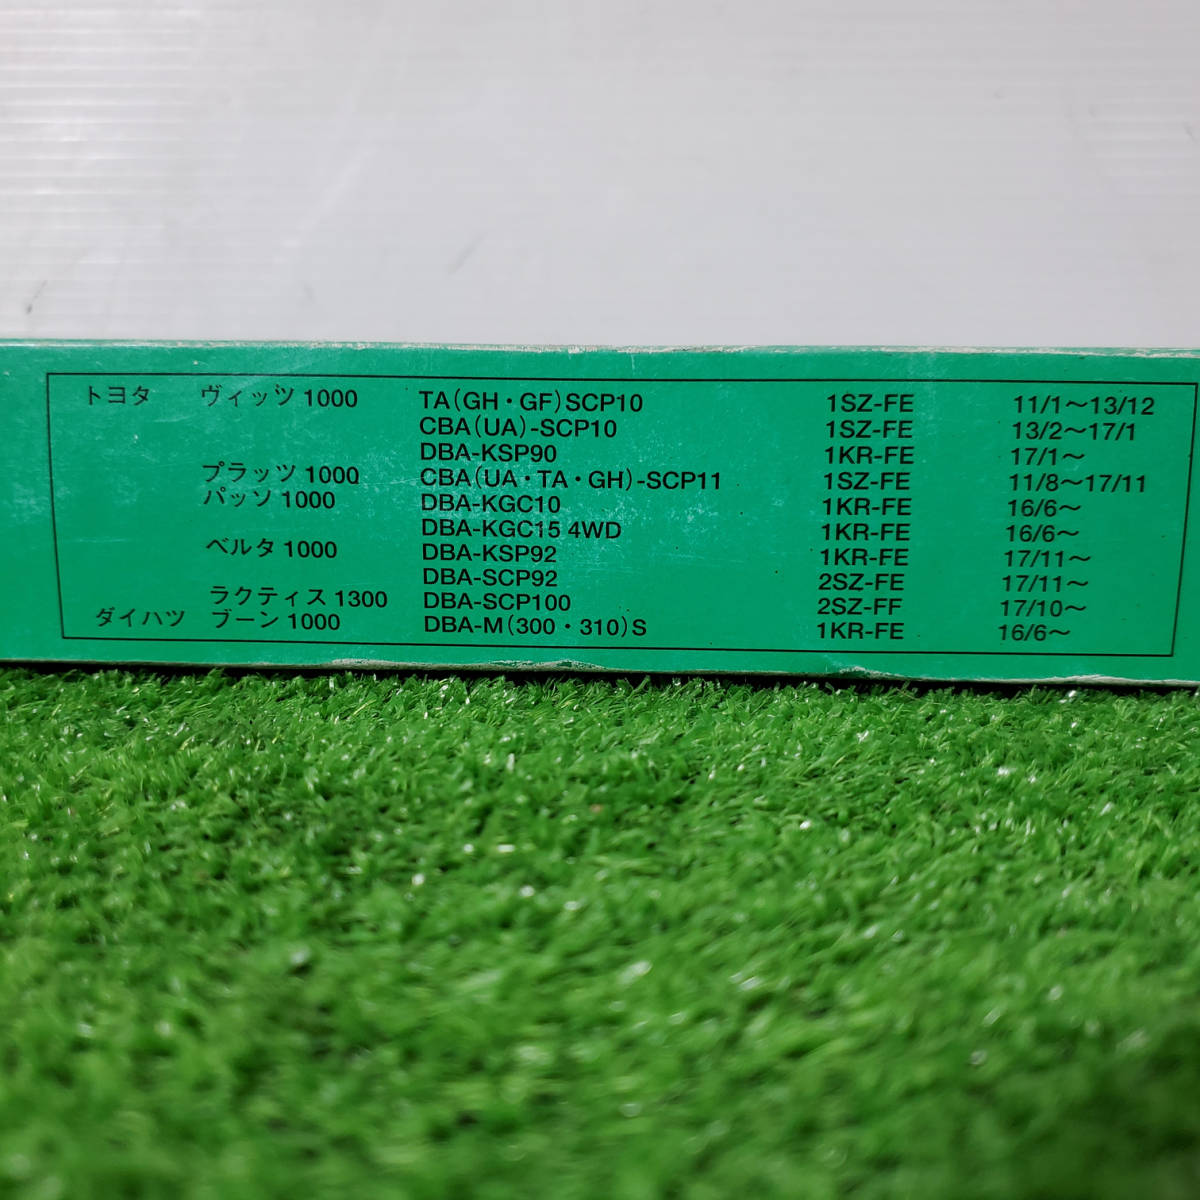 トヨタ ヴィッツ 1000 TA(GH・GF)SCP10 1SZ-FE 11/1〜13/12
CBA(UA)-SCP10 1SZ-FE 13/2〜17/1
DBA-KSP90 1KR-FE 17/1〜
プラッツ 1000 CBA(UA・TA・GH)-SCP11 1SZ-FE 11/8〜17/11
パッソ 1000 DBA-KGC10 1KR-FE 16/6〜
DBA-KGC15 4WD 1KR-FE 16/6〜
ベルタ 1000 DBA-KSP92 1KR-FE 17/11〜
DBA-SCP92 2SZ-FE 17/11〜
ラクティス 1300 DBA-SCP100 2SZ-FF 17/10〜
ダイハツ ブーン 1000 DBA-M(300・310)S 1KR-FE 16/6〜